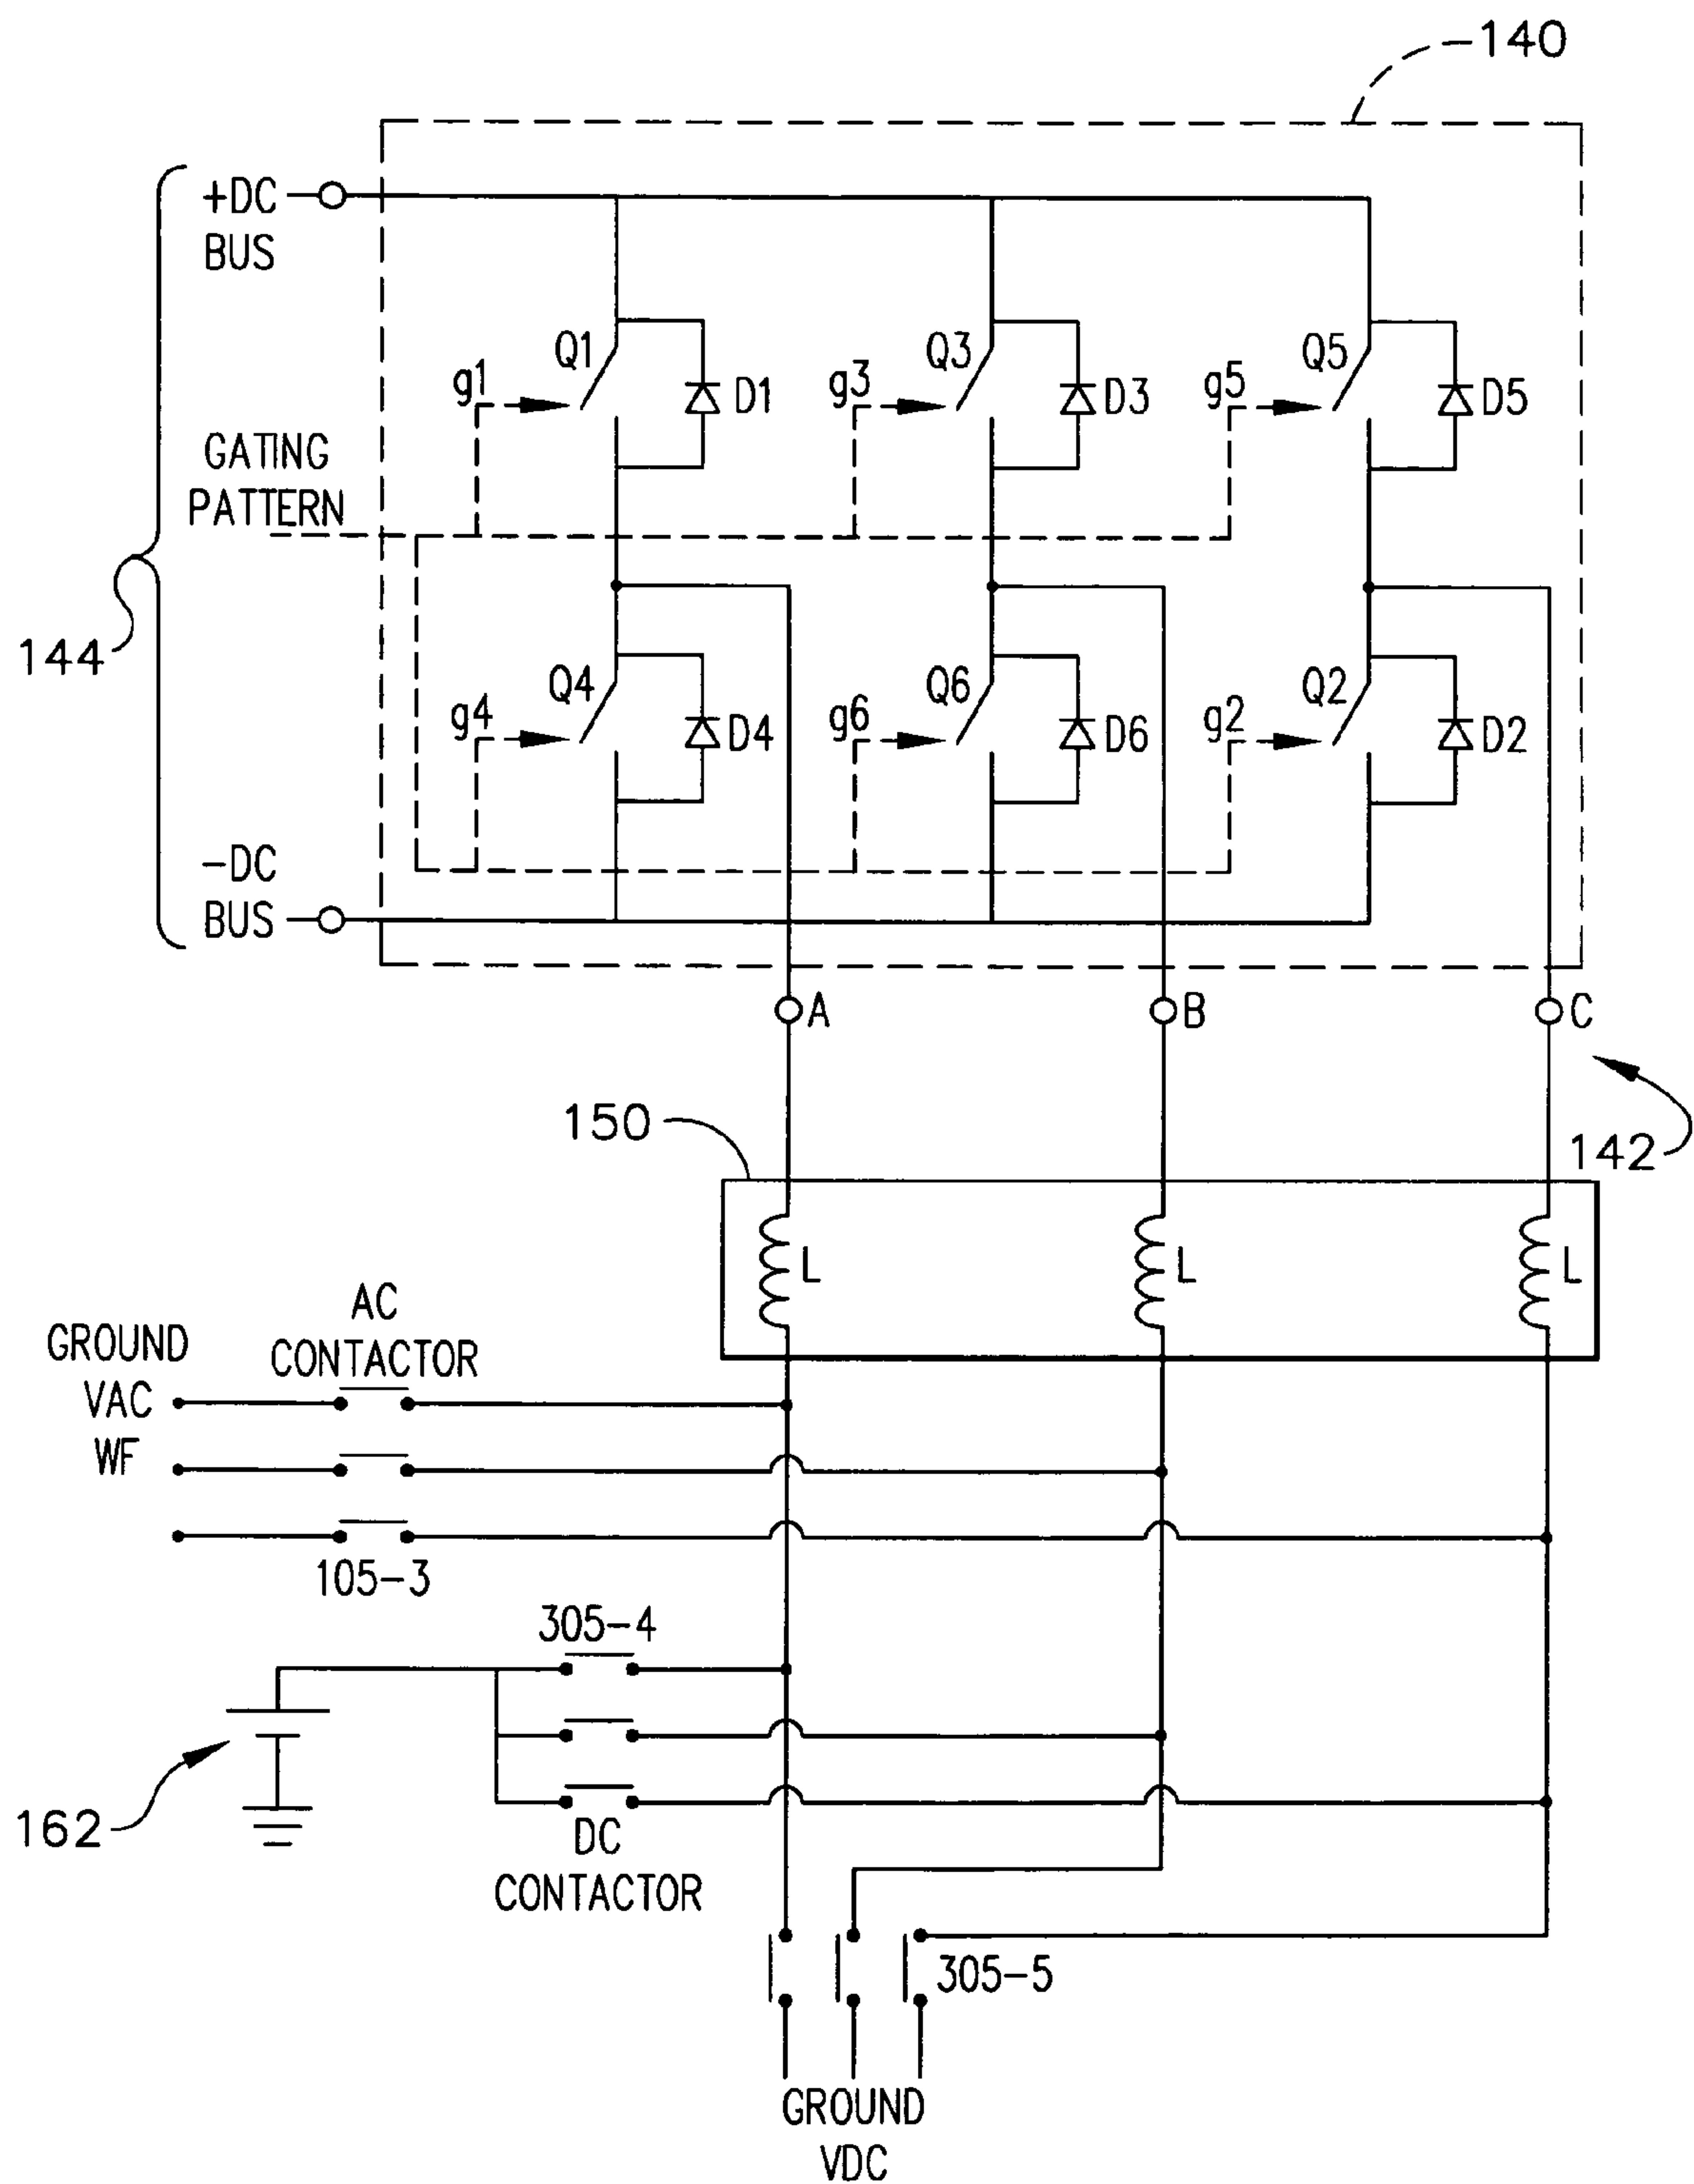 140
+DC
BUS
Q1
Q3
Q5
g1
D1
g3
D3
g5
D5
GATING
PATTERN
144
Q4
Q6
Q2
g4
D4
g6
D6
g2
D2
-DC
BUS
A
B
C
150
142
L
L
L
AC
CONTACTOR
GROUND
VAC
WF
105-3
305-4
162
DC
CONTACTOR
305-5
GROUND
VDC